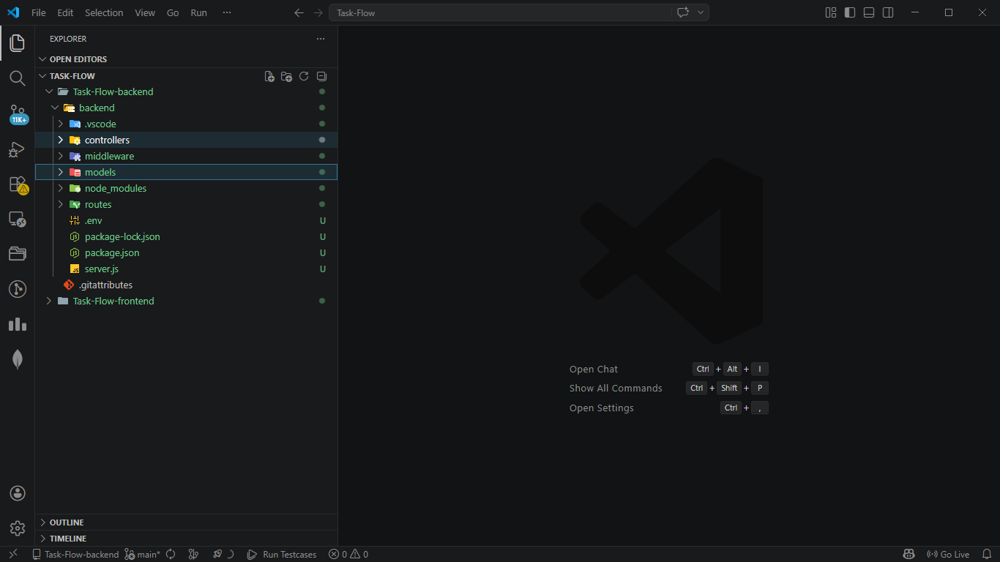 File Edit Selection View Go Run ···
Task-Flow
EXPLORER
OPEN EDITORS
TASK-FLOW
Task-Flow-backend
backend
.vscode
controllers
middleware
models
node_modules
routes
.env U
package-lock.json U
package.json U
server.js U
.gitattributes
Task-Flow-frontend
11K+
Open Chat Ctrl + Alt + I
Show All Commands Ctrl + Shift + P
Open Settings Ctrl + ,
OUTLINE
TIMELINE
Task-Flow-backend main* Run Testcases 0 0 Go Live